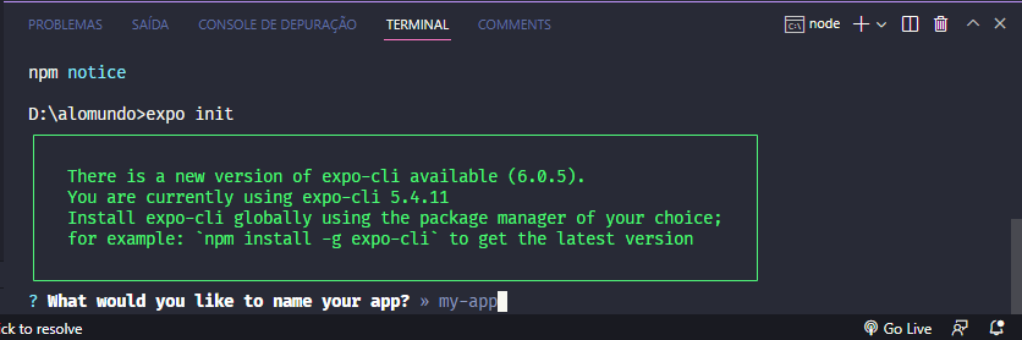 PROBLEMAS SAÍDA CONSOLE DE DEPURAÇÃO TERMINAL COMMENTS node
npm notice
D:\alomundo>expo init
There is a new version of expo-cli available (6.0.5).
You are currently using expo-cli 5.4.11
Install expo-cli globally using the package manager of your choice;
for example: `npm install -g expo-cli` to get the latest version
? What would you like to name your app? » my-app
ck to resolve Go Live